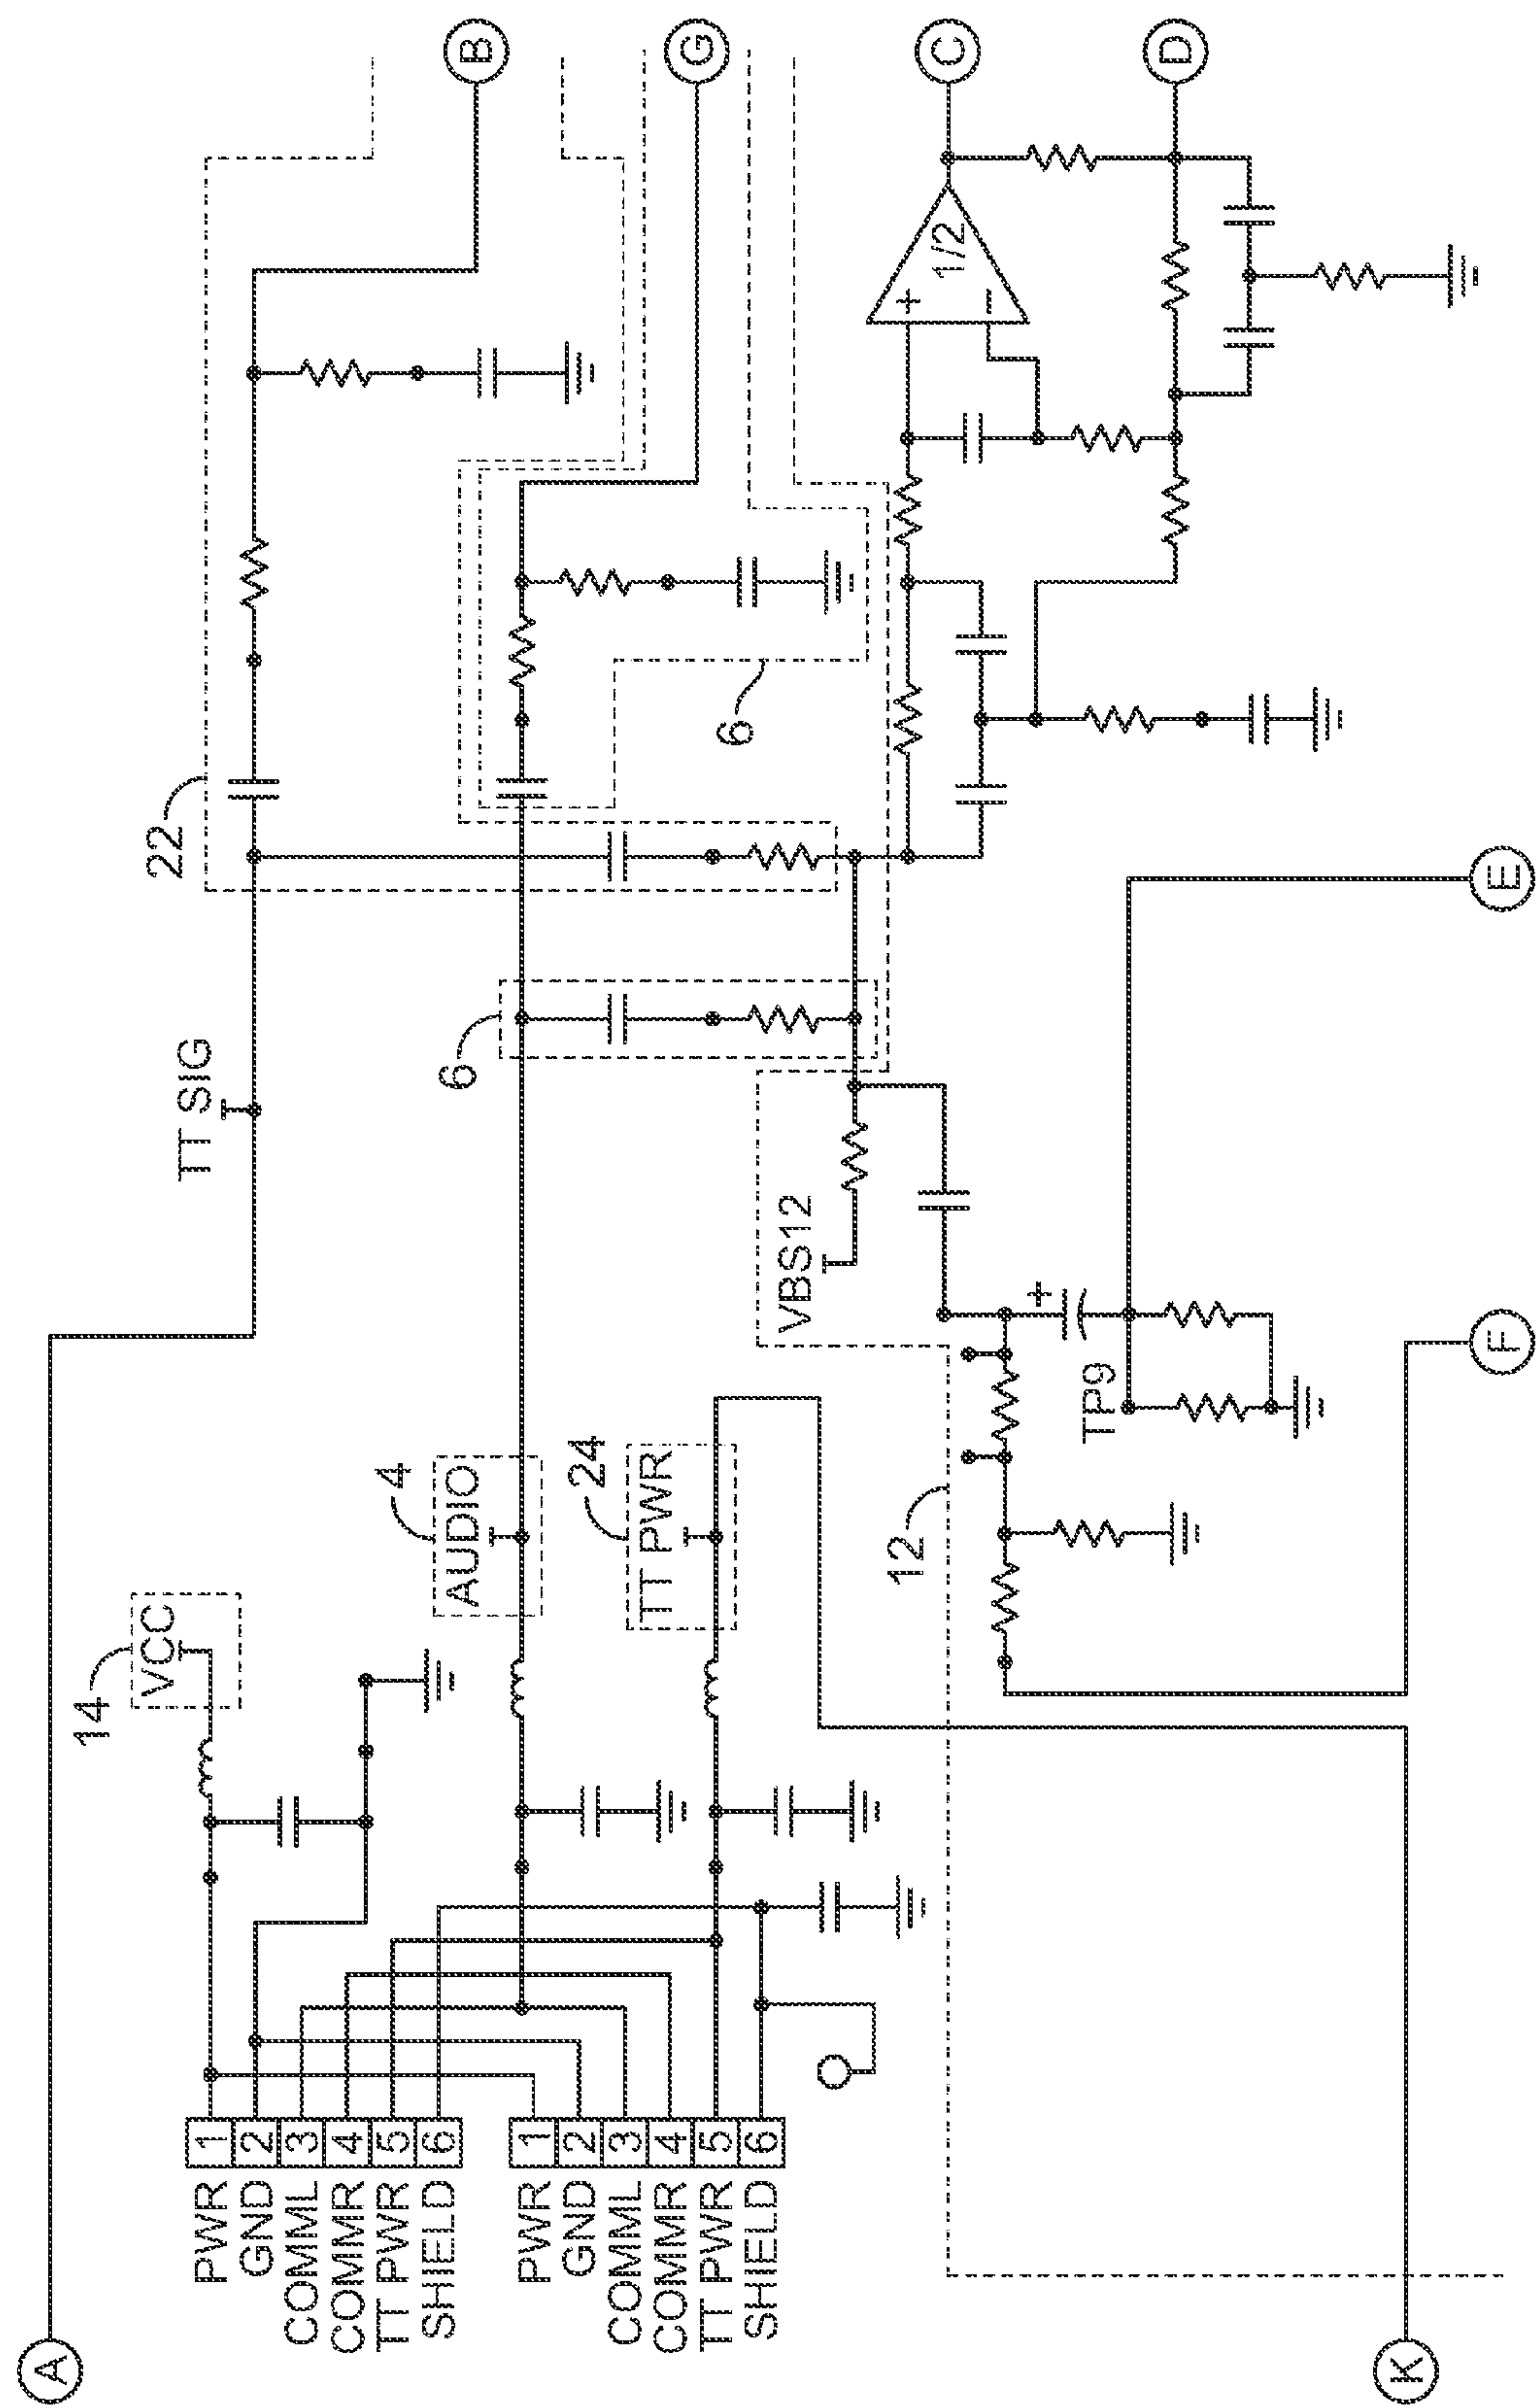 A
TT SIG
22
B
14
VCC
PWR
GND
COMML
COMMR
TT PWR
SHIELD
1
2
3
4
5
6
PWR
GND
COMML
COMMR
TT PWR
SHIELD
1
2
3
4
5
6
4
AUDIO
24
TT PWR
6
6
G
VBS12
12
+
TP9
+
-
1/2
C
D
E
F
K